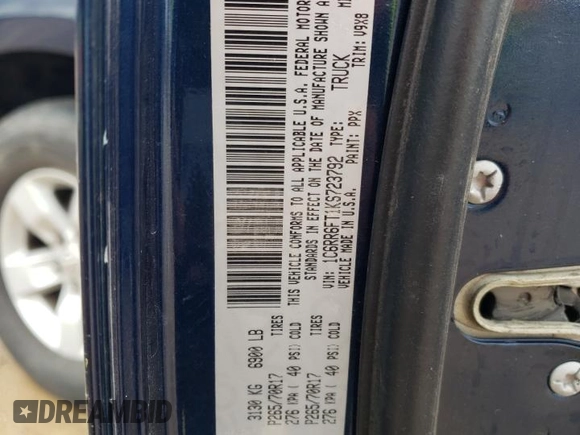 3130 KG 6900 LB
P265/70R17 TIRES
276 KPA ( 40 PSI) COLD
P265/70R17 TIRES
276 KPA ( 40 PSI) COLD
THIS VEHICLE CONFORMS TO ALL APPLICABLE U.S.A. FEDERAL MOTOR
STANDARDS IN EFFECT ON THE DATE OF MANUFACTURE SHOWN A
VIN: 1C6RR6FT1KS723792 TYPE: TRUCK
VEHICLE MADE IN U.S.A. PAINT: PPX TRIM: V9X8
DREAMBID